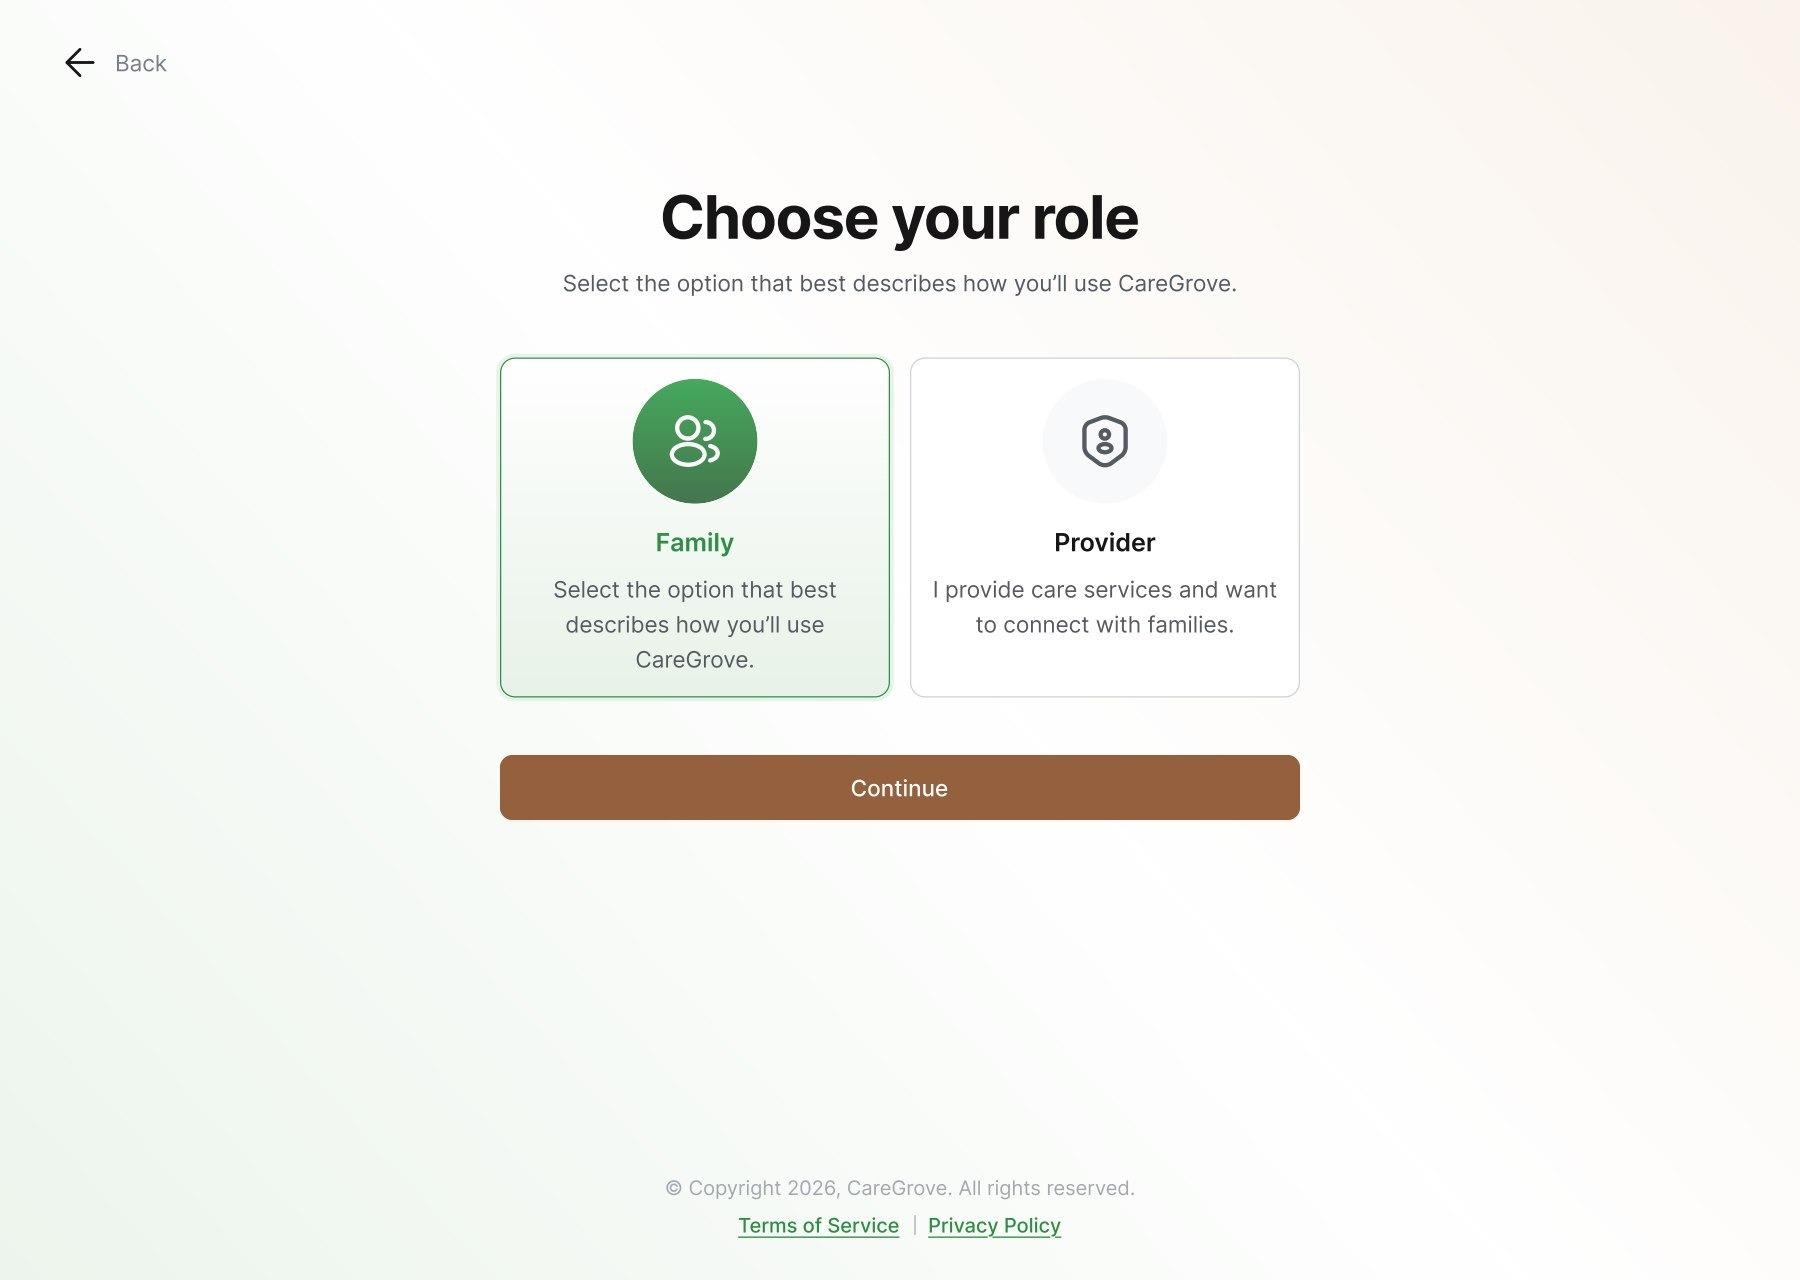 Back
Choose your role
Select the option that best describes how you’ll use CareGrove.
Family
Select the option that best
describes how you’ll use
CareGrove.
Provider
I provide care services and want
to connect with families.
Continue
© Copyright 2026, CareGrove. All rights reserved.
Terms of Service | Privacy Policy